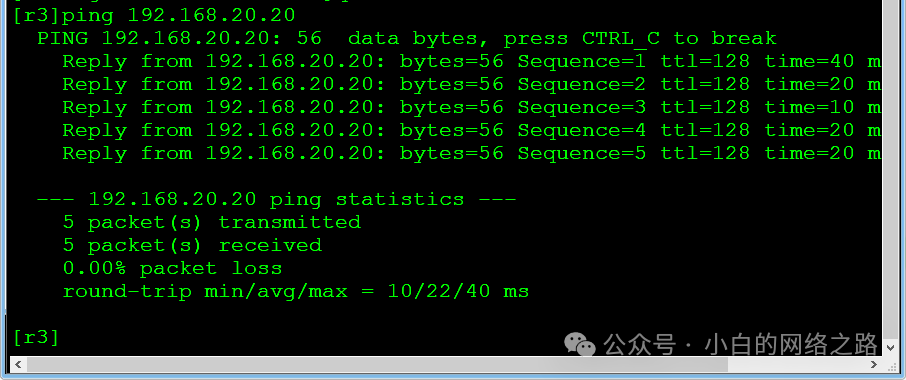 [r3]ping 192.168.20.20
PING 192.168.20.20: 56  data bytes, press CTRL_C to break
Reply from 192.168.20.20: bytes=56 Sequence=1 ttl=128 time=40 m
Reply from 192.168.20.20: bytes=56 Sequence=2 ttl=128 time=20 m
Reply from 192.168.20.20: bytes=56 Sequence=3 ttl=128 time=10 m
Reply from 192.168.20.20: bytes=56 Sequence=4 ttl=128 time=20 m
Reply from 192.168.20.20: bytes=56 Sequence=5 ttl=128 time=20 m
--- 192.168.20.20 ping statistics ---
5 packet(s) transmitted
5 packet(s) received
0.00% packet loss
round-trip min/avg/max = 10/22/40 ms
[r3]
公众号 · 小白的网络之路